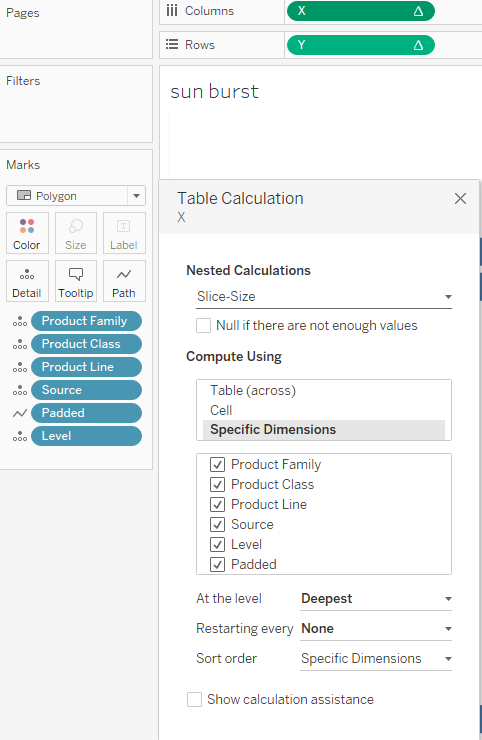 Pages
Columns X
Rows Y
Filters
sun burst
Marks
Polygon
Color Size Label
Detail Tooltip Path
Product Family
Product Class
Product Line
Source
Padded
Level
Table Calculation
X
Nested Calculations
Slice-Size
Null if there are not enough values
Compute Using
Table (across)
Cell
Specific Dimensions
Product Family
Product Class
Product Line
Source
Level
Padded
At the level Deepest
Restarting every None
Sort order Specific Dimensions
Show calculation assistance